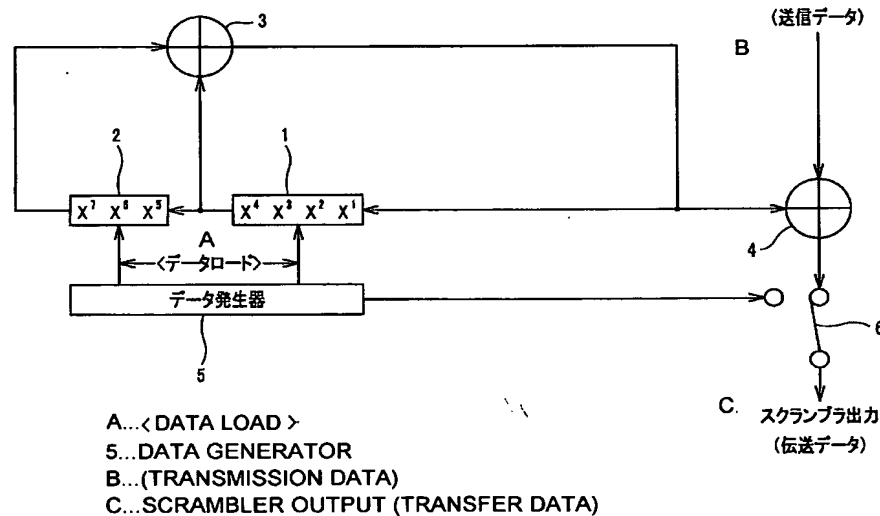 3
(送信データ)
B
2
1
X⁷ X⁶ X⁵
X⁴ X³ X² X¹
4
A
<データロード>
データ発生器
5
6
C.
スクランブラ出力
(伝送データ)
A...<DATA LOAD>
5...DATA GENERATOR
B...(TRANSMISSION DATA)
C...SCRAMBLER OUTPUT (TRANSFER DATA)